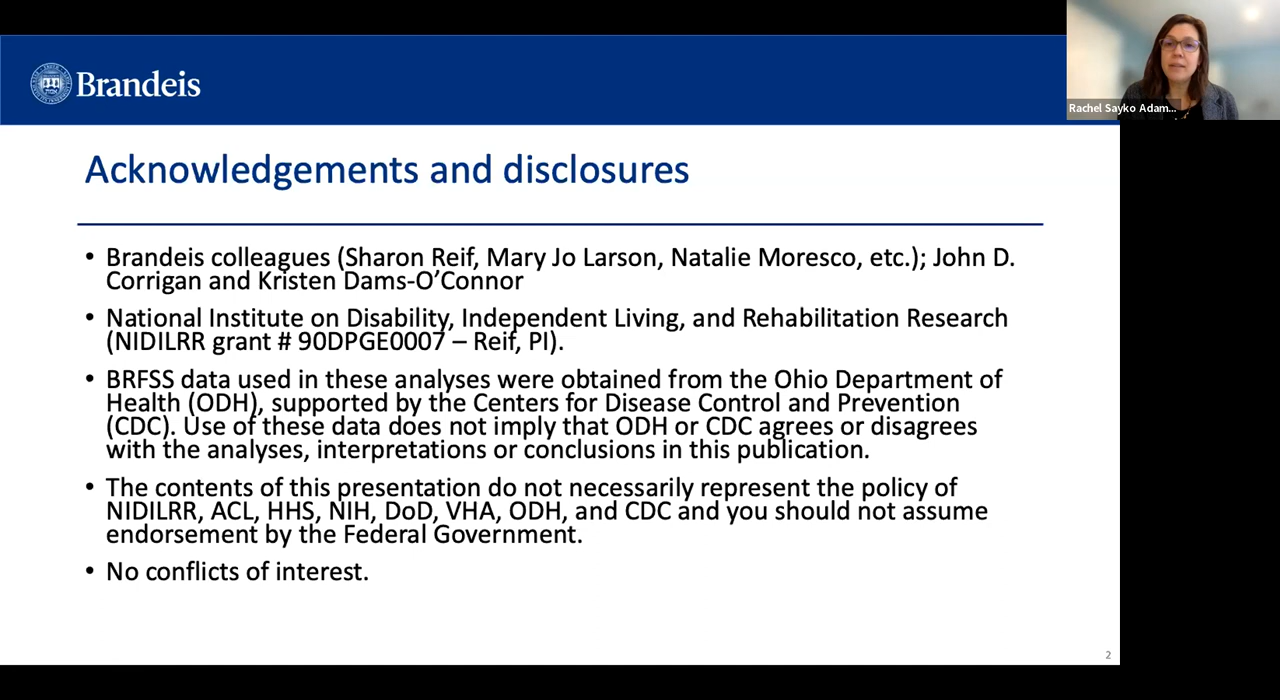 Brandeis
Rachel Sayko Adam...
Acknowledgements and disclosures
• Brandeis colleagues (Sharon Reif, Mary Jo Larson, Natalie Moresco, etc.); John D.
Corrigan and Kristen Dams-O’Connor
• National Institute on Disability, Independent Living, and Rehabilitation Research
(NIDILRR grant # 90DPGE0007 – Reif, PI).
• BRFSS data used in these analyses were obtained from the Ohio Department of
Health (ODH), supported by the Centers for Disease Control and Prevention
(CDC). Use of these data does not imply that ODH or CDC agrees or disagrees
with the analyses, interpretations or conclusions in this publication.
• The contents of this presentation do not necessarily represent the policy of
NIDILRR, ACL, HHS, NIH, DoD, VHA, ODH, and CDC and you should not assume
endorsement by the Federal Government.
• No conflicts of interest.
2